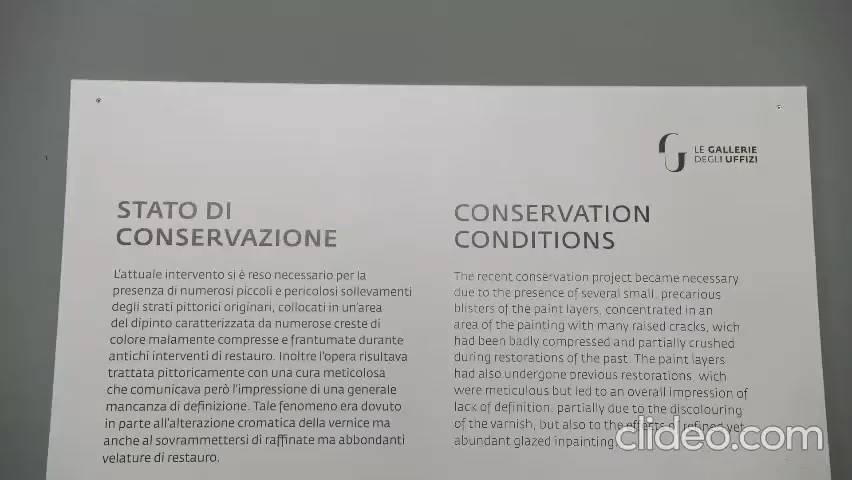 LE GALLERIE
DEGLI UFFIZI
STATO DI
CONSERVAZIONE
L'attuale intervento si è reso necessario per la
presenza di numerosi piccoli e pericolosi sollevamenti
degli strati pittorici originari, collocati in un'area
del dipinto caratterizzata da numerose creste di
colore malamente compresse e frantumate durante
antichi interventi di restauro. Inoltre l'opera risultava
trattata pittoricamente con una cura meticolosa
che comunicava però l'impressione di una generale
mancanza di definizione. Tale fenomeno era dovuto
in parte all'alterazione cromatica della vernice ma
anche al sovrammettersi di raffinate ma abbondanti
velature di restauro.
CONSERVATION
CONDITIONS
The recent conservation project became necessary
due to the presence of several small, precarious
blisters of the paint layers, concentrated in an
area of the painting with many raised cracks, wich
had been badly compressed and partially crushed
during restorations of the past. The paint layers
had also undergone previous restorations, wich
were meticulous but led to an overall impression of
lack of definition, partially due to the discolouring
of the varnish, but also to the effects of refined yet
abundant glazed inpainting
clideo.com